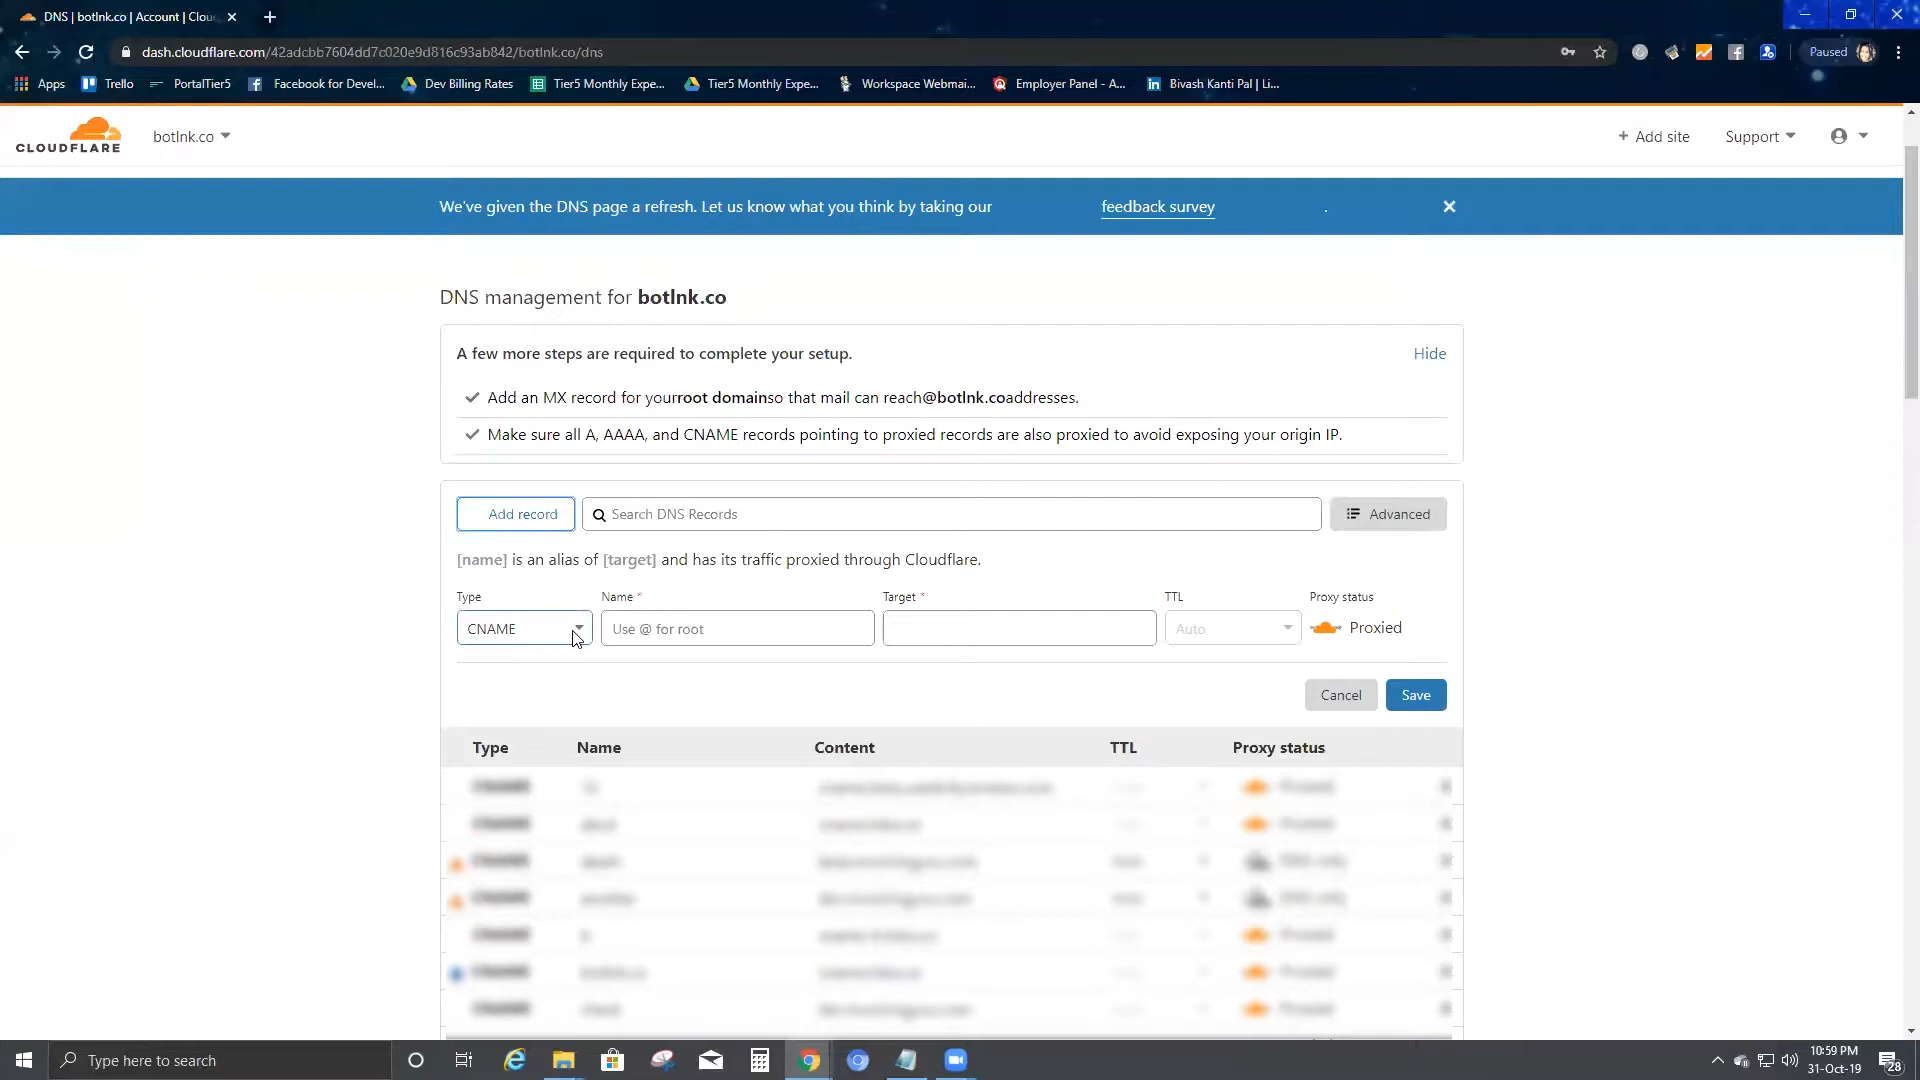 DNS | botlnk.co | Account | Clou
dash.cloudflare.com/42adcbb7604dd7c020e9d816c93ab842/botlnk.co/dns
Paused
Apps
Trello
PortalTier5
Facebook for Devel...
Dev Billing Rates
Tier5 Monthly Expe...
Tier5 Monthly Expe...
Workspace Webmai...
Employer Panel - A...
Bivash Kanti Pal | Li...
CLOUDFLARE
botlnk.co
+ Add site
Support
We've given the DNS page a refresh. Let us know what you think by taking our feedback survey .
DNS management for botlnk.co
A few more steps are required to complete your setup.
Hide
Add an MX record for yourroot domainso that mail can reach@botlnk.coaddresses.
Make sure all A, AAAA, and CNAME records pointing to proxied records are also proxied to avoid exposing your origin IP.
Add record
Search DNS Records
Advanced
[name] is an alias of [target] and has its traffic proxied through Cloudflare.
Type
Name *
Target *
TTL
Proxy status
CNAME
Use @ for root
Auto
Proxied
Cancel
Save
Type
Name
Content
TTL
Proxy status
Type here to search
10:59 PM
31-Oct-19
28